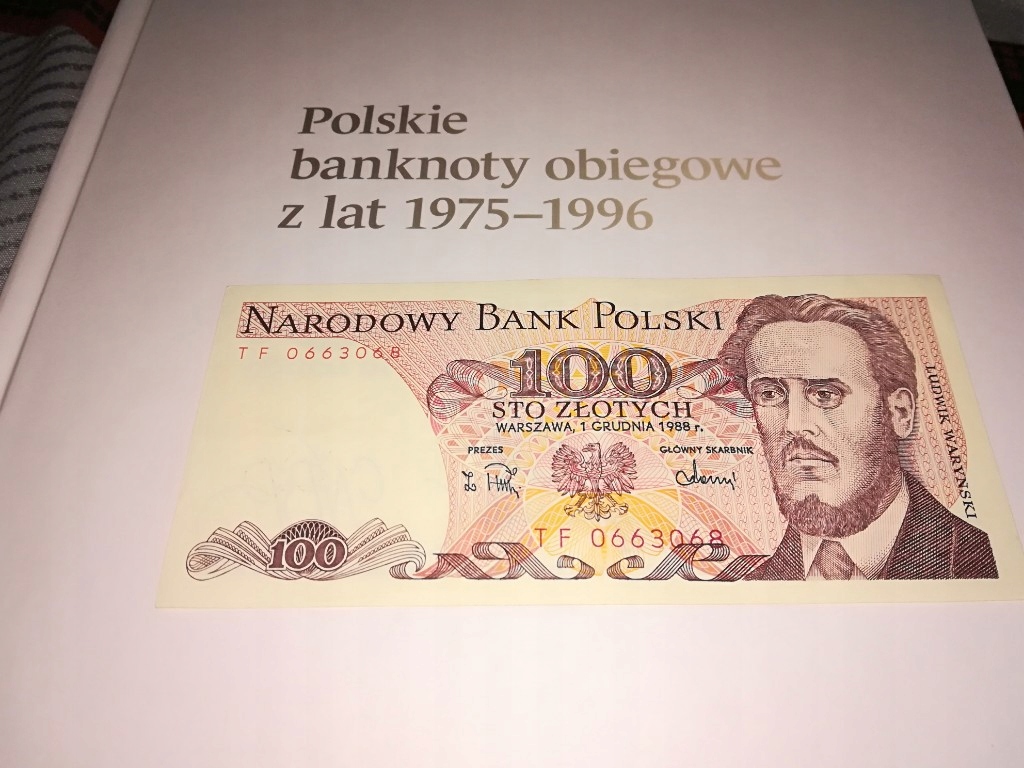 Polskie
banknoty obiegowe
z lat 1975–1996
NARODOWY BANK POLSKI
TF 0663068
100
STO ZŁOTYCH
WARSZAWA, 1 GRUDNIA 1988 r.
PREZES
GŁÓWNY SKARBNIK
LUDWIK WARYŃSKI
TF 0663068
100